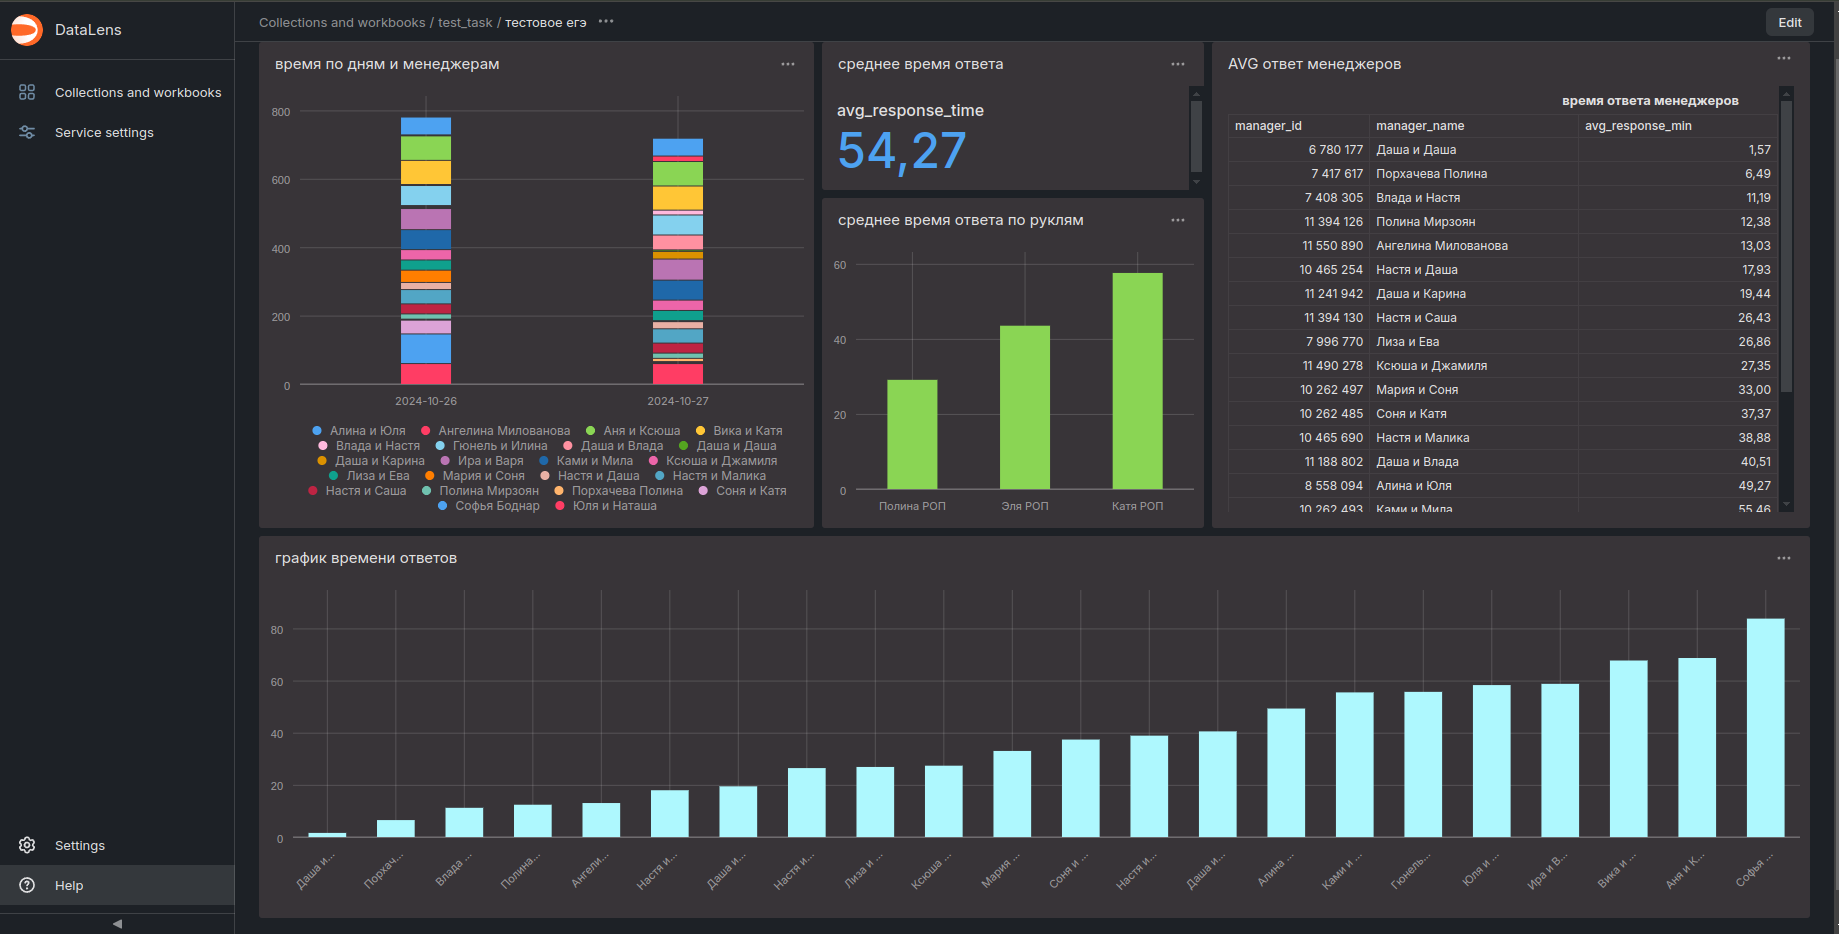 DataLens
Collections and workbooks
Service settings
Settings
Help
Collections and workbooks / test_task / тестовое егэ
Edit
время по дням и менеджерам
800
600
400
200
0
2024-10-26 2024-10-27
Алина и Юля Ангелина Милованова Аня и Ксюша Вика и Катя
Влада и Настя Гюнель и Илина Даша и Влада Даша и Даша
Даша и Карина Ира и Варя Ками и Мила Ксюша и Джамиля
Лиза и Ева Мария и Соня Настя и Даша Настя и Малика
Настя и Саша Полина Мирзоян Порхачева Полина Соня и Катя
Софья Боднар Юля и Наташа
среднее время ответа
avg_response_time
54,27
среднее время ответа по руклям
60
40
20
0
Полина РОП Эля РОП Катя РОП
AVG ответ менеджеров
время ответа менеджеров
manager_id manager_name avg_response_min
6 780 177 Даша и Даша 1,57
7 417 617 Порхачева Полина 6,49
7 408 305 Влада и Настя 11,19
11 394 126 Полина Мирзоян 12,38
11 550 890 Ангелина Милованова 13,03
10 465 254 Настя и Даша 17,93
11 241 942 Даша и Карина 19,44
11 394 130 Настя и Саша 26,43
7 996 770 Лиза и Ева 26,86
11 490 278 Ксюша и Джамиля 27,35
10 262 497 Мария и Соня 33,00
10 262 485 Соня и Катя 37,37
10 465 690 Настя и Малика 38,88
11 188 802 Даша и Влада 40,51
8 558 094 Алина и Юля 49,27
10 262 493 Ками и Мила 55,46
график времени ответов
80
60
40
20
0
Даша и... Порхач... Влада ... Полина... Ангели... Настя и... Даша и... Настя и... Лиза и ... Ксюша ... Мария ... Соня и ... Настя и... Даша и... Алина ... Ками и ... Гюнель... Юля и ... Ира и В... Вика и ... Аня и К... Софья ...